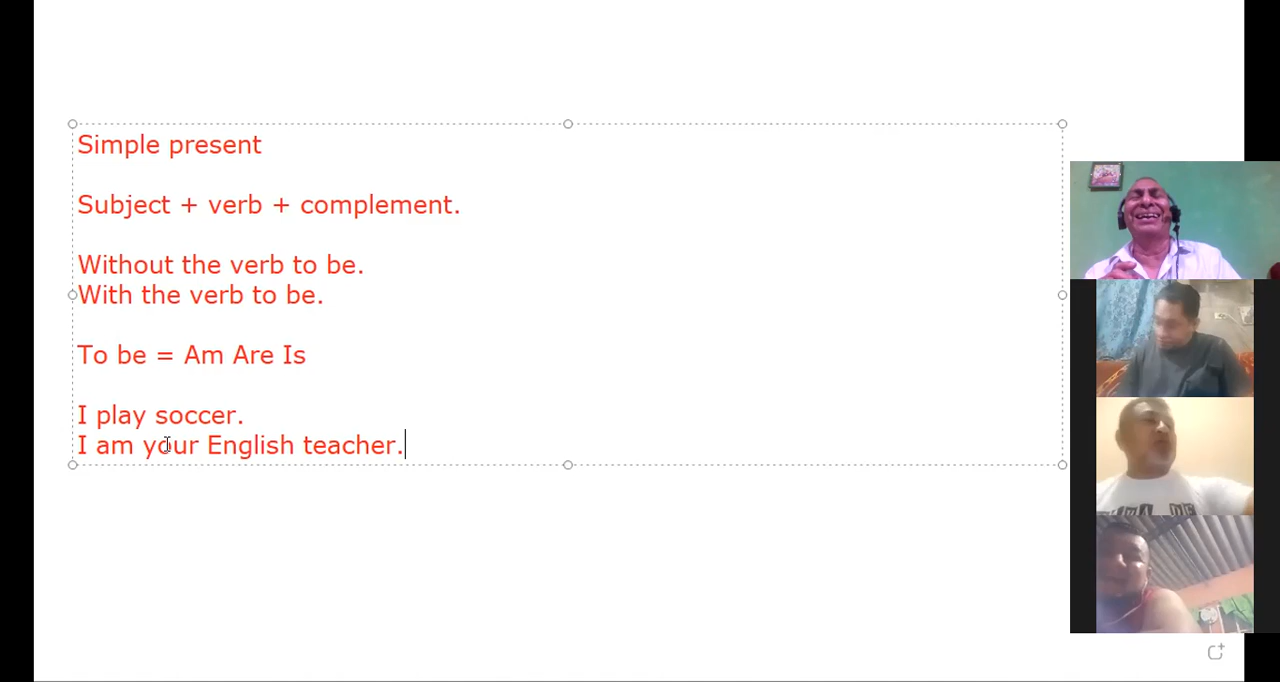 Simple present
Subject + verb + complement.
Without the verb to be.
With the verb to be.
To be = Am Are Is
I play soccer.
I am your English teacher.